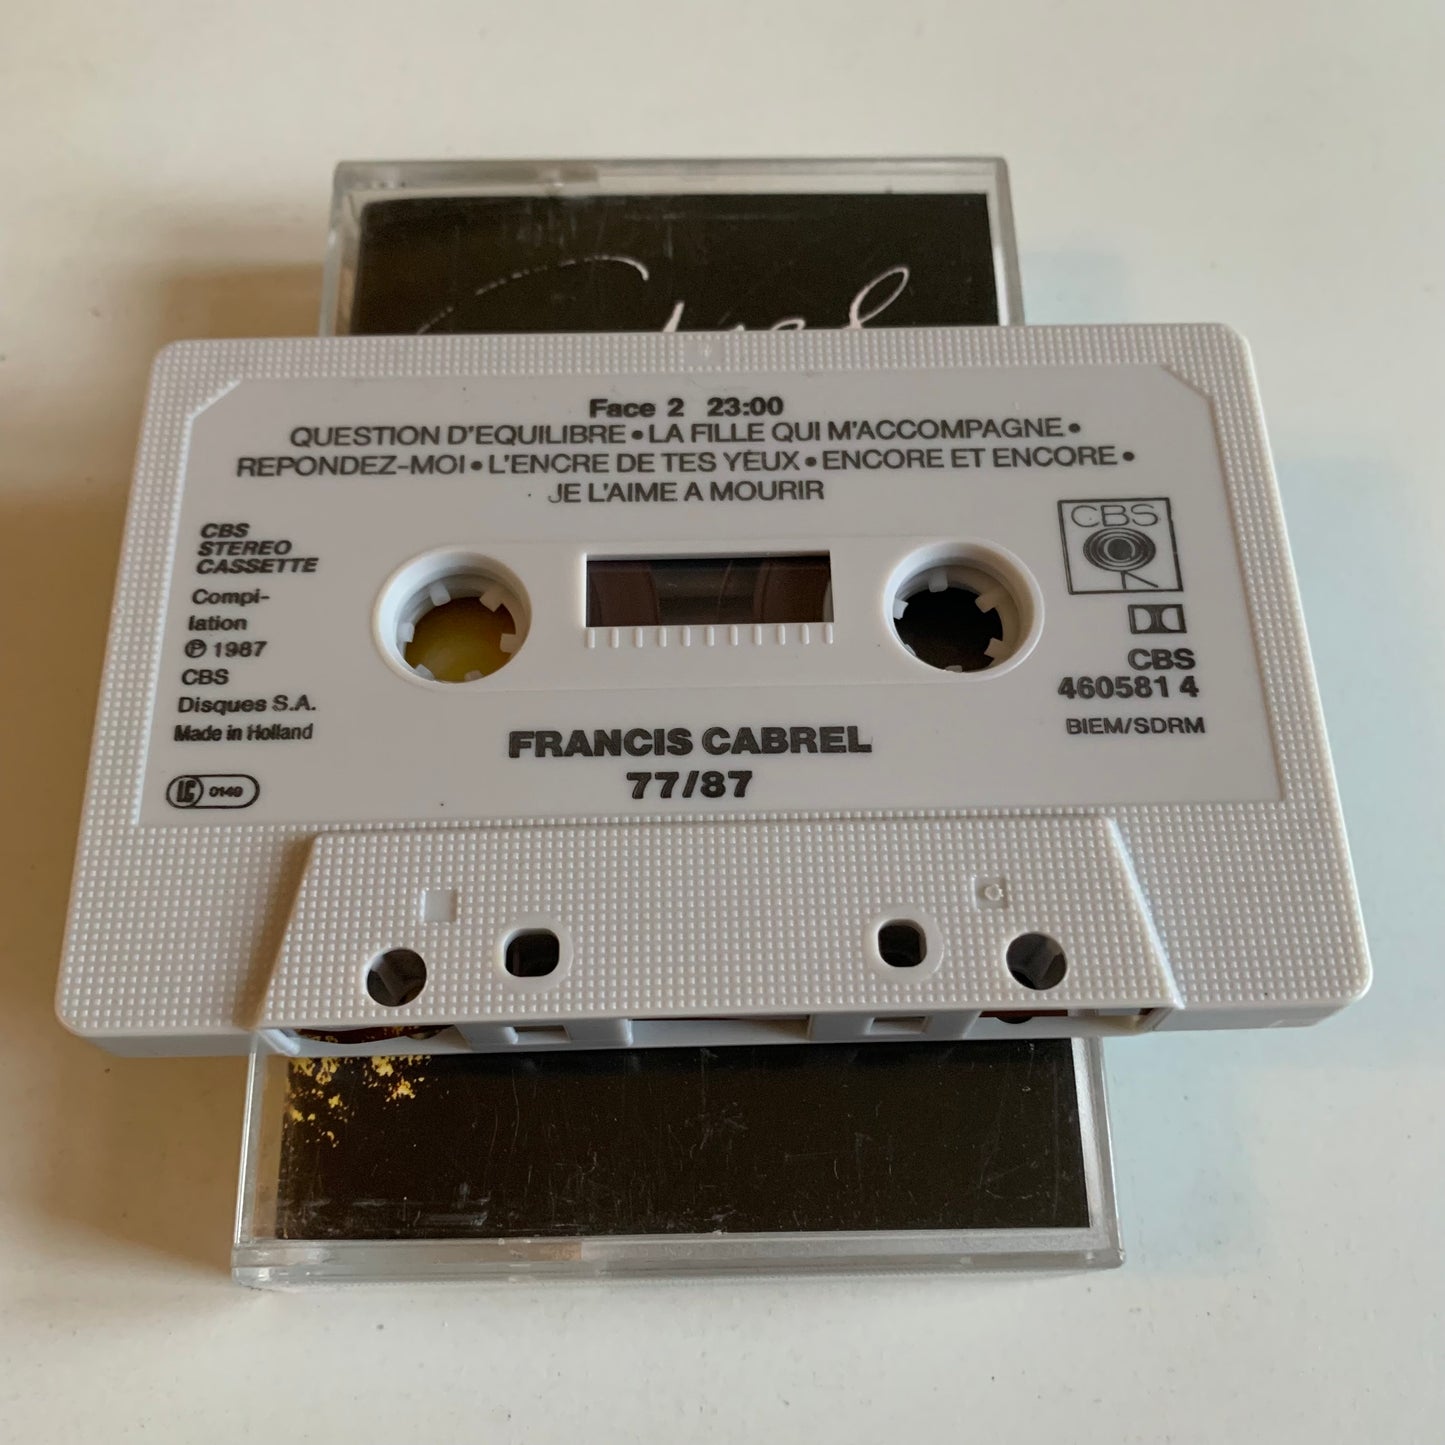 Cabrel
Face 2 23:00
QUESTION D'EQUILIBRE • LA FILLE QUI M'ACCOMPAGNE •
REPONDEZ-MOI • L'ENCRE DE TES YEUX • ENCORE ET ENCORE •
JE L'AIME A MOURIR
CBS
STEREO
CASSETTE
Compi-
lation
℗ 1987
CBS
Disques S.A.
Made in Holland
LC 0149
CBS
CBS
460581 4
BIEM/SDRM
FRANCIS CABREL
77/87